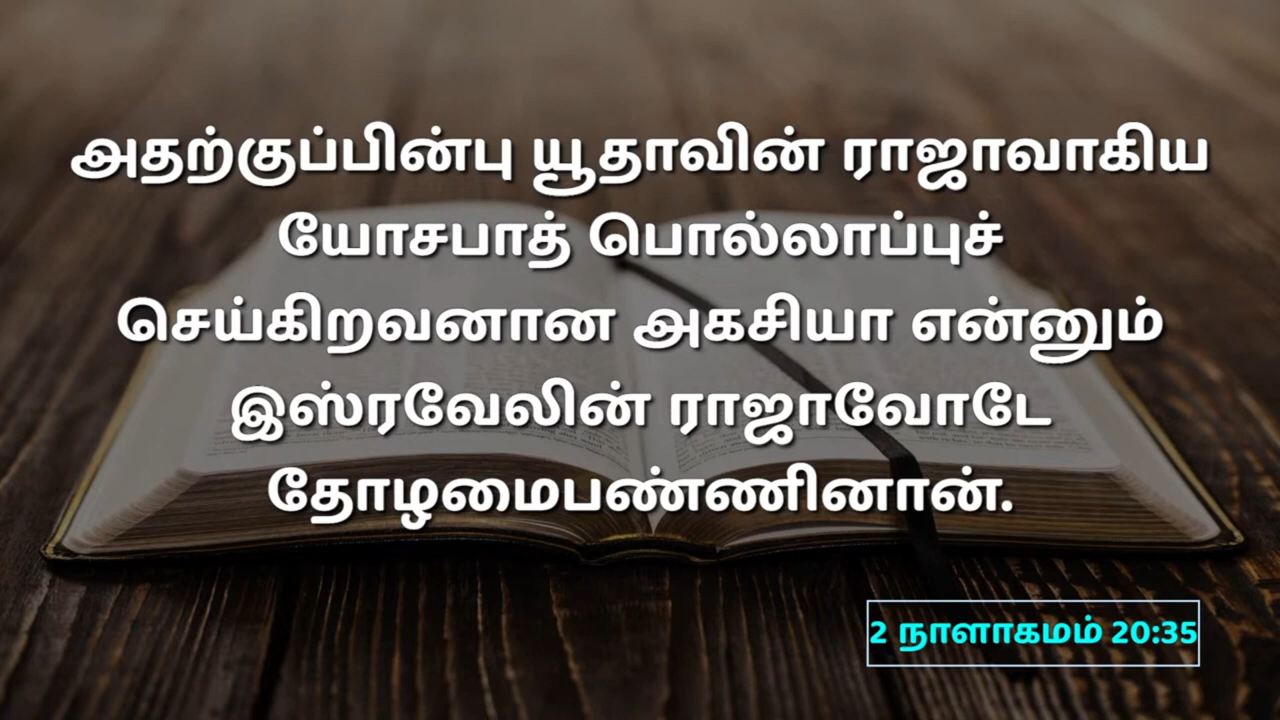 அதற்குப்பின்பு யூதாவின் ராஜாவாகிய
யோசபாத் பொல்லாப்புச்
செய்கிறவனான அகசியா என்னும்
இஸ்ரவேலின் ராஜாவோடே
தோழமைபண்ணினான்.
2 நாளாகமம் 20:35